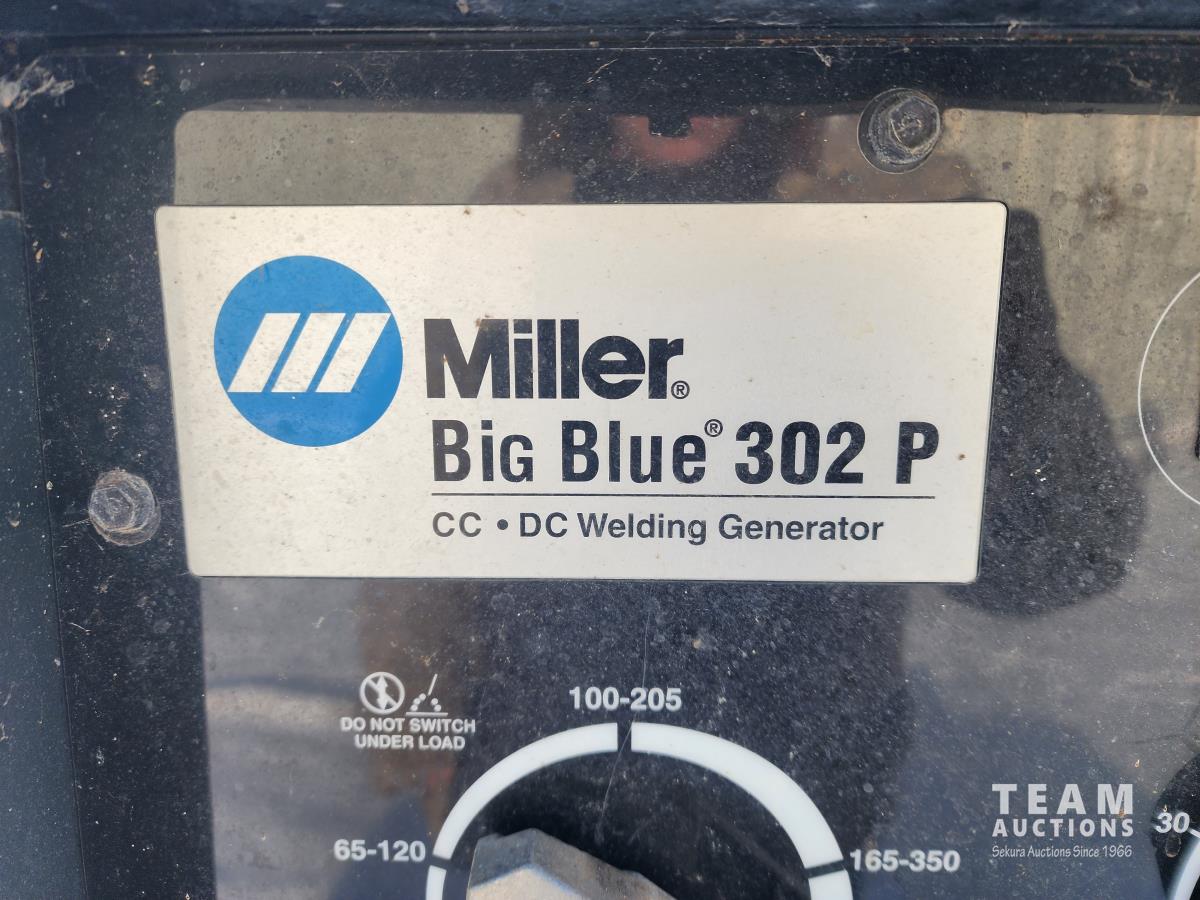 Miller®
Big Blue® 302 P
CC • DC Welding Generator
100-205
DO NOT SWITCH
UNDER LOAD
65-120
165-350
30
TEAM
AUCTIONS
Sekura Auctions Since 1966